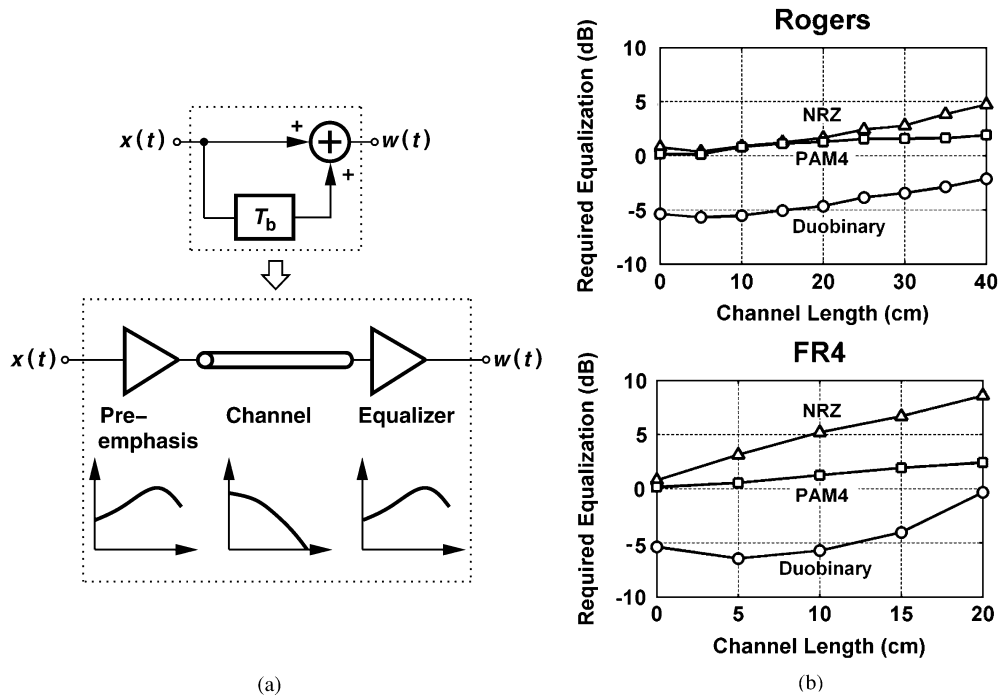 x(t)
+
w(t)
+
Tb
x(t)
w(t)
Pre–
emphasis
Channel
Equalizer
(a)
Rogers
Required Equalization (dB)
10
5
0
-5
-10
NRZ
PAM4
Duobinary
0
10
20
30
40
Channel Length (cm)
FR4
Required Equalization (dB)
10
5
0
-5
-10
NRZ
PAM4
Duobinary
0
5
10
15
20
Channel Length (cm)
(b)